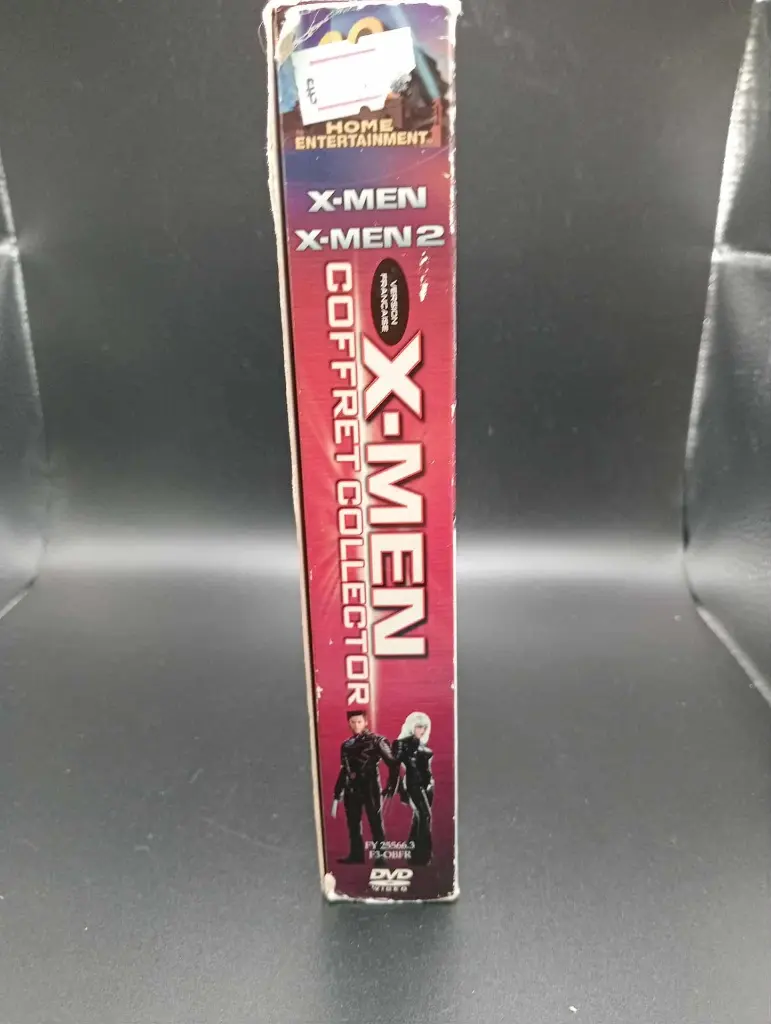 HOME
ENTERTAINMENT
X-MEN
X-MEN 2
VERSION
FRANÇAISE
X-MEN
COFFRET COLLECTOR
FY 25566.3
F3-OBFR
DVD
VIDEO